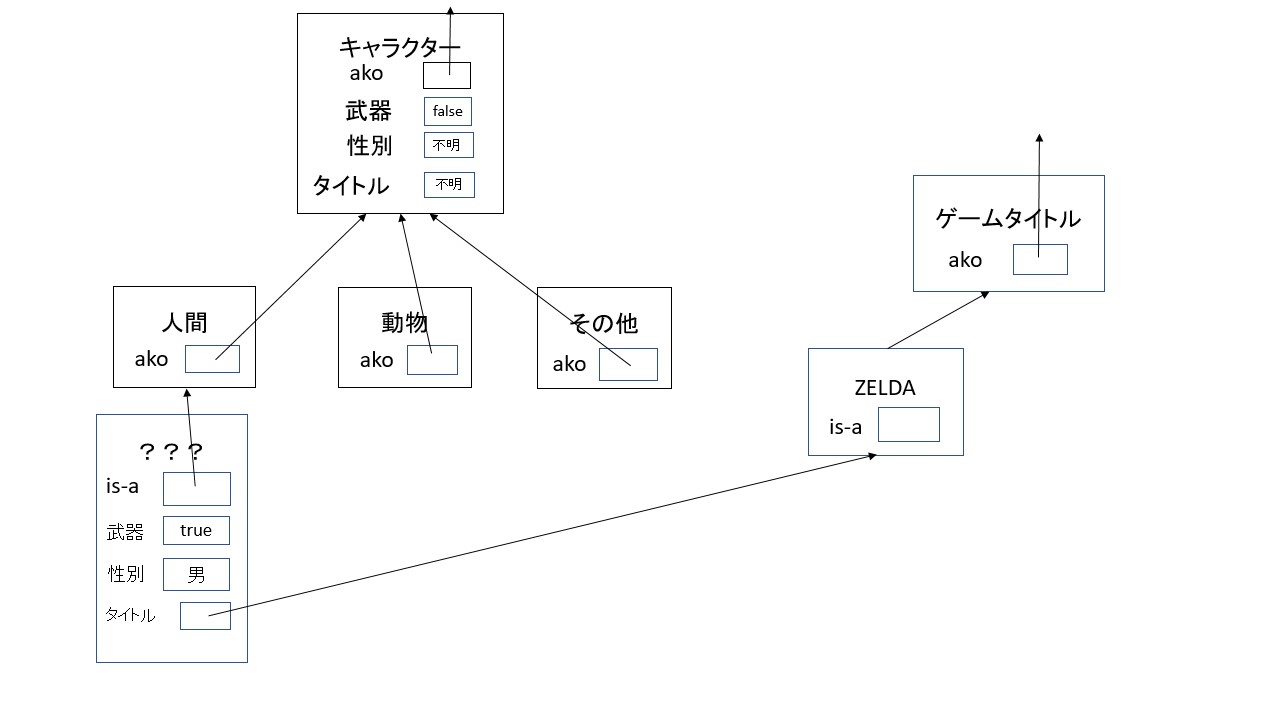 キャラクター
ako
武器 false
性別 不明
タイトル 不明
ゲームタイトル
ako
人間
ako
動物
ako
その他
ako
ZELDA
is-a
？？？
is-a
武器 true
性別 男
タイトル